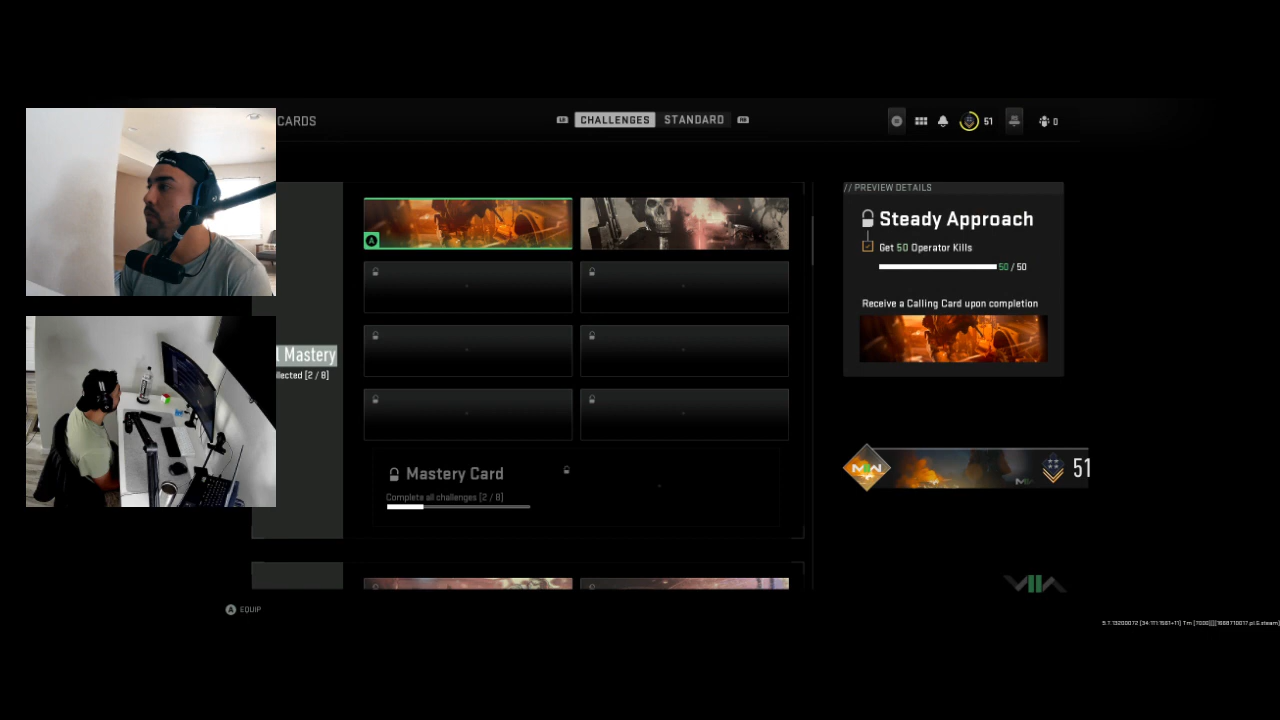 CARDS
CHALLENGES
STANDARD
51
0
// PREVIEW DETAILS
Steady Approach
Get 50 Operator Kills
50 / 50
Receive a Calling Card upon completion
A
Mastery
lected [2 / 8]
Mastery Card
Complete all challenges [2 / 8]
51
A EQUIP